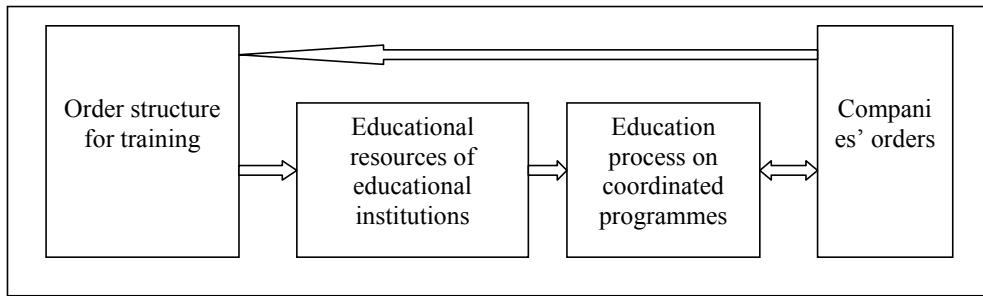 Order structure
for training
Educational
resources of
educational
institutions
Education
process on
coordinated
programmes
Compani
es’ orders